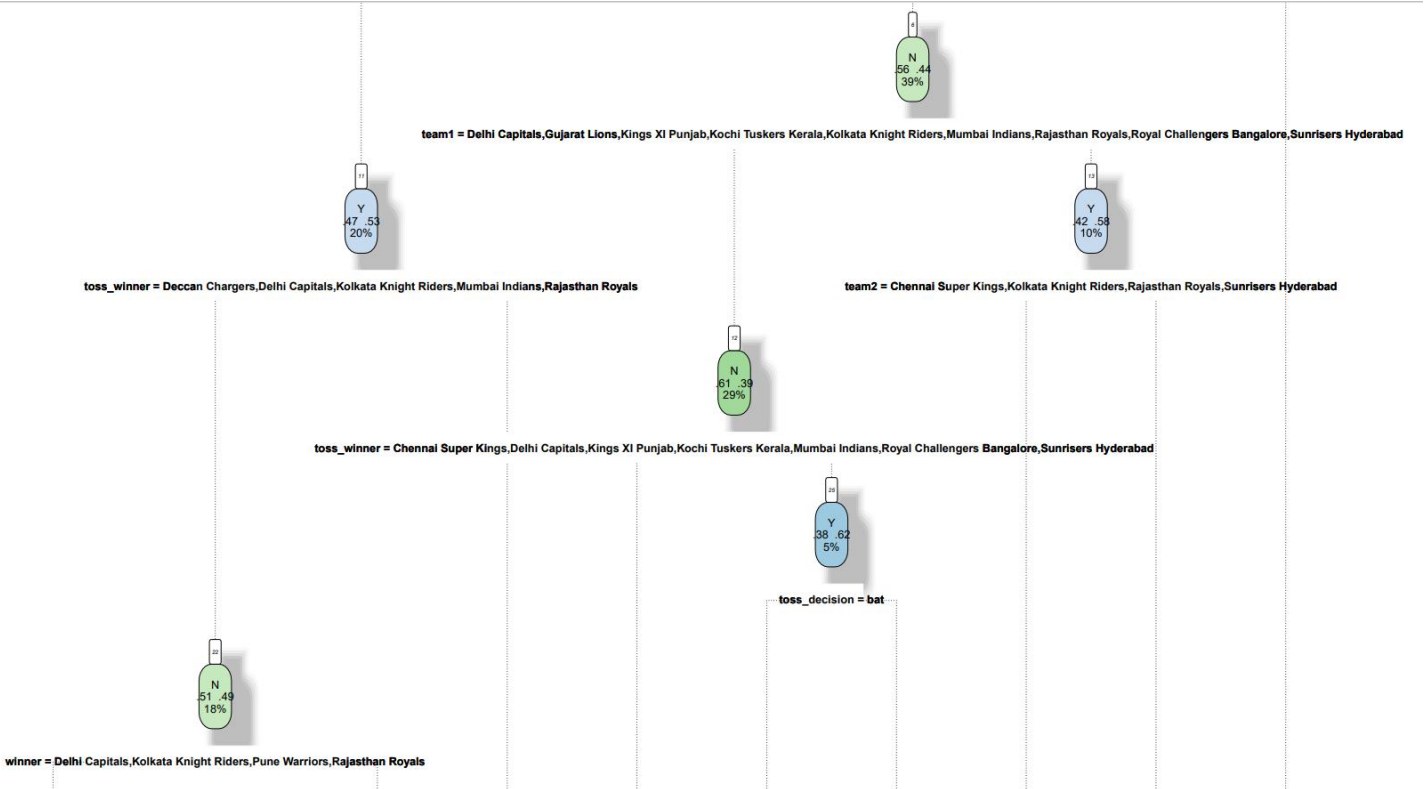 6
N
.56 .44
39%
team1 = Delhi Capitals,Gujarat Lions,Kings XI Punjab,Kochi Tuskers Kerala,Kolkata Knight Riders,Mumbai Indians,Rajasthan Royals,Royal Challengers Bangalore,Sunrisers Hyderabad
11
Y
.47 .53
20%
13
Y
.42 .58
10%
toss_winner = Deccan Chargers,Delhi Capitals,Kolkata Knight Riders,Mumbai Indians,Rajasthan Royals
team2 = Chennai Super Kings,Kolkata Knight Riders,Rajasthan Royals,Sunrisers Hyderabad
12
N
.61 .39
29%
toss_winner = Chennai Super Kings,Delhi Capitals,Kings XI Punjab,Kochi Tuskers Kerala,Mumbai Indians,Royal Challengers Bangalore,Sunrisers Hyderabad
Y
.38 .62
5%
toss_decision = bat
22
N
.51 .49
18%
winner = Delhi Capitals,Kolkata Knight Riders,Pune Warriors,Rajasthan Royals